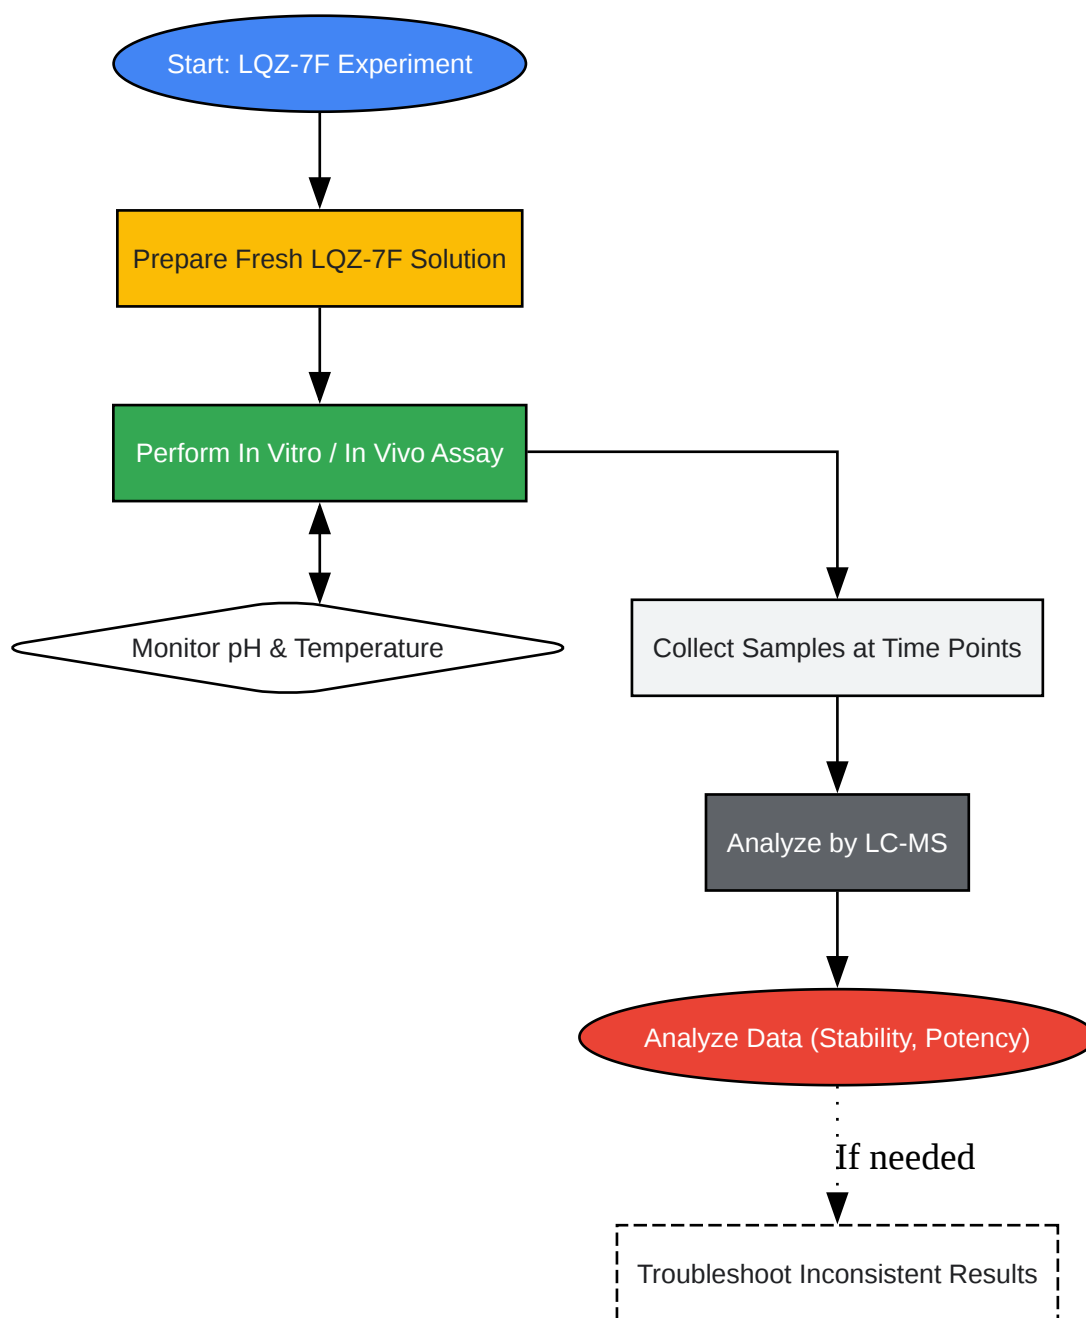 Start: LQZ-7F Experiment
Prepare Fresh LQZ-7F Solution
Perform In Vitro / In Vivo Assay
Monitor pH & Temperature
Collect Samples at Time Points
Analyze by LC-MS
Analyze Data (Stability, Potency)
If needed
Troubleshoot Inconsistent Results